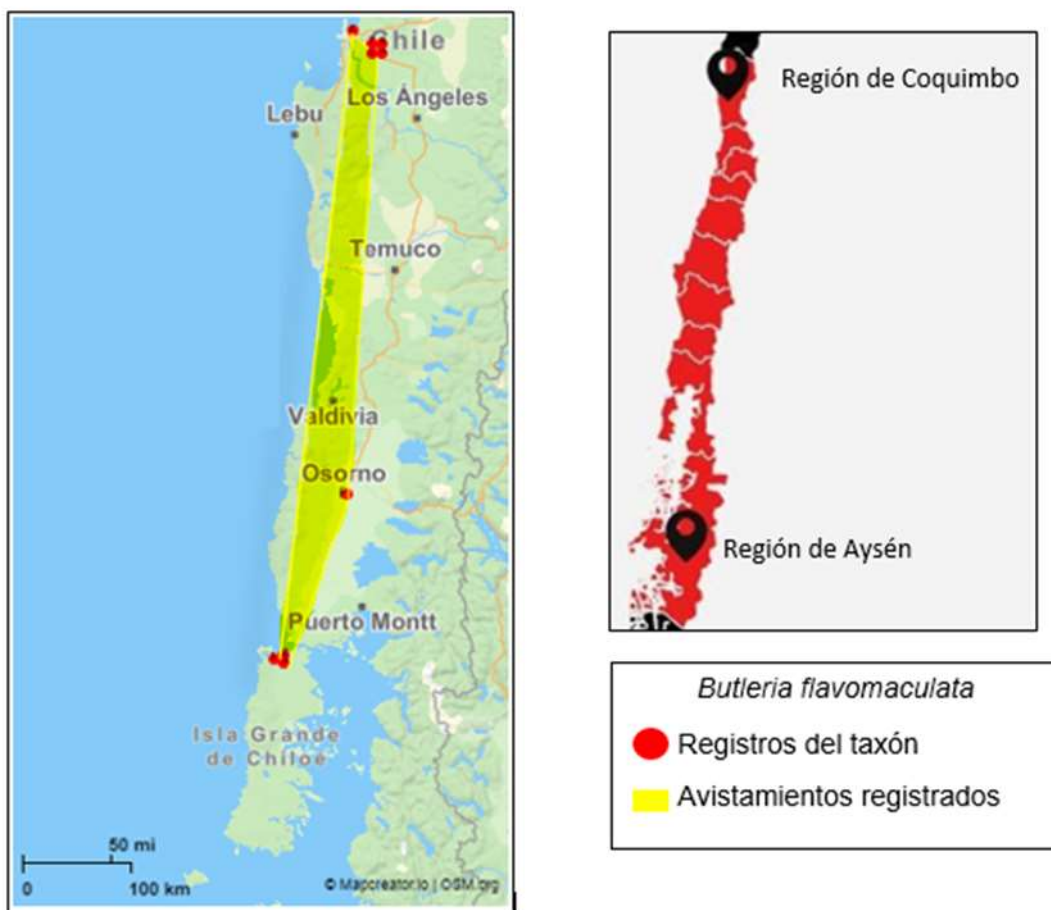 Chile
Los Ángeles
Lebu
Temuco
Valdivia
Osorno
Puerto Montt
Isla Grande
de Chiloé
50 mi
0
100 km
© Mapcreator.io | OSM.org
Región de Coquimbo
Región de Aysén
Butleria flavomaculata
Registros del taxón
Avistamientos registrados